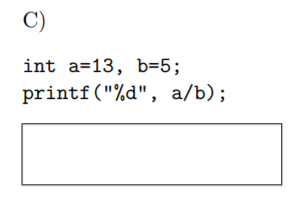 C)
int a=13, b=5;
printf("%d", a/b);